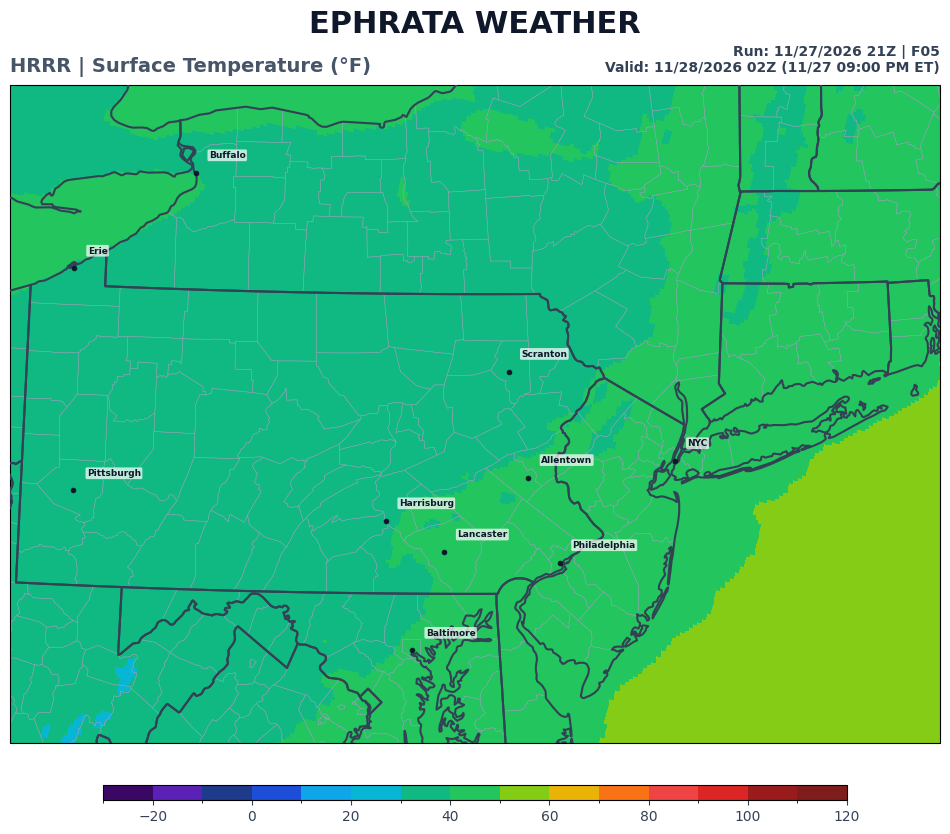 EPHRATA WEATHER
HRRR | Surface Temperature (°F)
Run: 11/27/2026 21Z | F05
Valid: 11/28/2026 02Z (11/27 09:00 PM ET)
Buffalo
Erie
Scranton
NYC
Allentown
Pittsburgh
Harrisburg
Lancaster
Philadelphia
Baltimore
−20 0 20 40 60 80 100 120